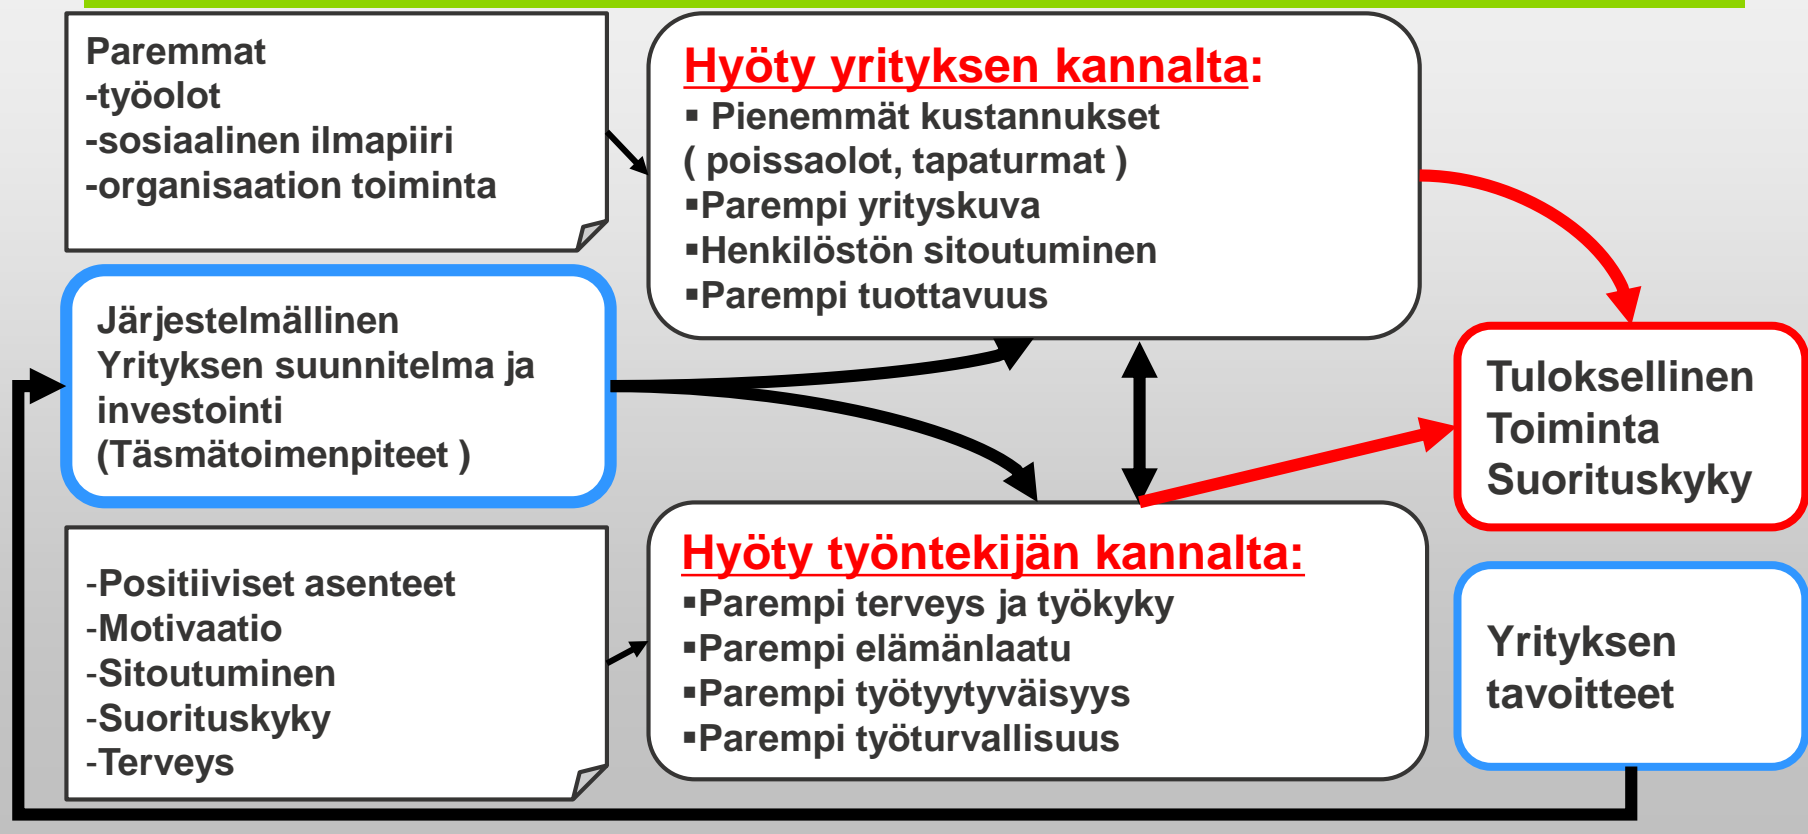 Paremmat
-työolot
-sosiaalinen ilmapiiri
-organisaation toiminta
Hyöty yrityksen kannalta:
▪ Pienemmät kustannukset
( poissaolot, tapaturmat )
▪Parempi yrityskuva
▪Henkilöstön sitoutuminen
▪Parempi tuottavuus
Järjestelmällinen
Yrityksen suunnitelma ja
investointi
(Täsmätoimenpiteet )
Tuloksellinen
Toiminta
Suorituskyky
-Positiiviset asenteet
-Motivaatio
-Sitoutuminen
-Suorituskyky
-Terveys
Hyöty työntekijän kannalta:
▪Parempi terveys ja työkyky
▪Parempi elämänlaatu
▪Parempi työtyytyväisyys
▪Parempi työturvallisuus
Yrityksen
tavoitteet